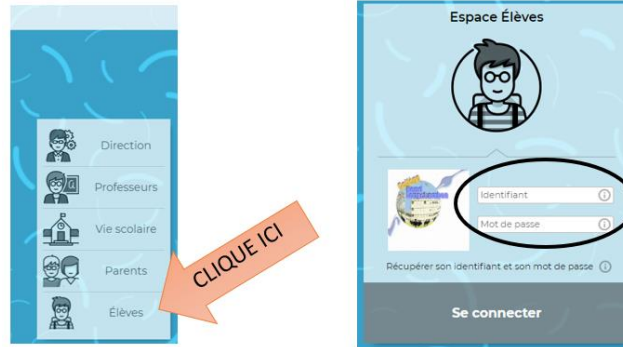 Direction
Professeurs
Vie scolaire
Parents
Élèves
CLIQUE ICI
Espace Élèves
Identifiant
Mot de passe
Récupérer son identifiant et son mot de passe
Se connecter